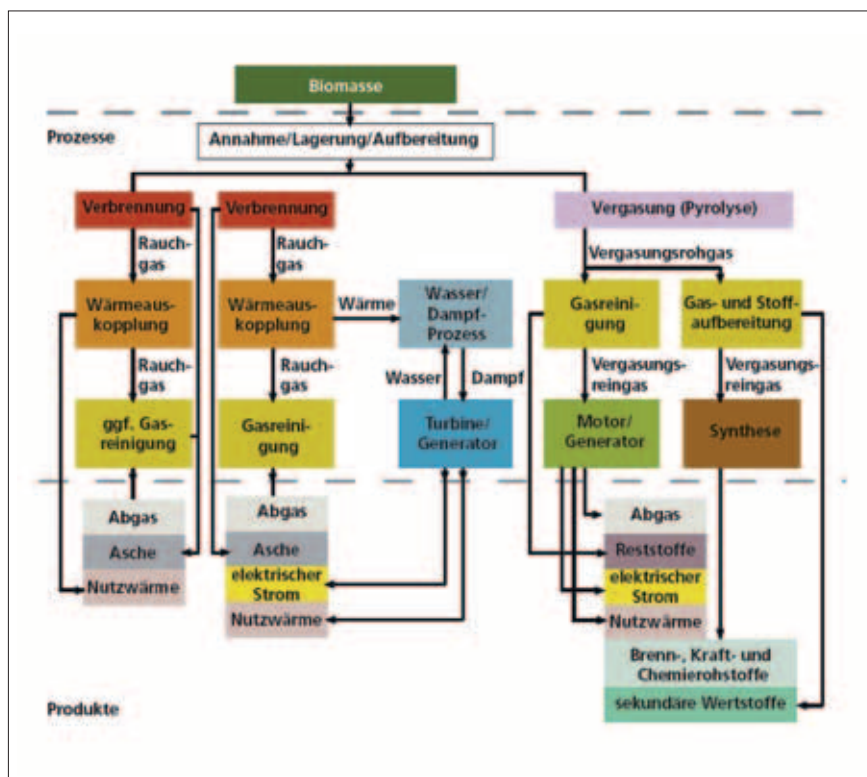 Biomasse
Prozesse
Annahme/Lagerung/Aufbereitung
Verbrennung
Verbrennung
Vergasung (Pyrolyse)
Rauch-
gas
Rauch-
gas
Vergasungsrohgas
Wärmeaus-
kopplung
Wärmeaus-
kopplung
Wärme
Wasser/
Dampf-
Prozess
Gasreini-
gung
Gas- und Stoff-
aufbereitung
Rauch-
gas
Rauch-
gas
Wasser
Dampf
Vergasungs-
reingas
Vergasungs-
reingas
ggf. Gas-
reinigung
Gasreini-
gung
Turbine/
Generator
Motor/
Generator
Synthese
Abgas
Asche
Nutzwärme
Abgas
Asche
elektrischer
Strom
Nutzwärme
Abgas
Reststoffe
elektrischer
Strom
Nutzwärme
Brenn-, Kraft- und
Chemierohstoffe
sekundäre Wertstoffe
Produkte